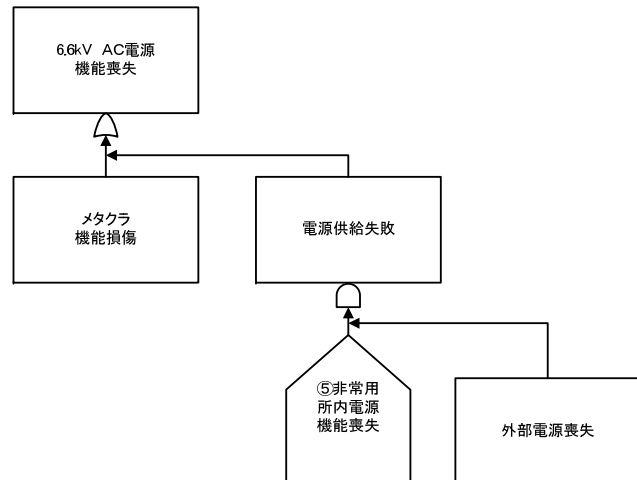 6.6kV AC電源
機能喪失
メタクラ
機能損傷
電源供給失敗
⑤非常用
所内電源
機能喪失
外部電源喪失